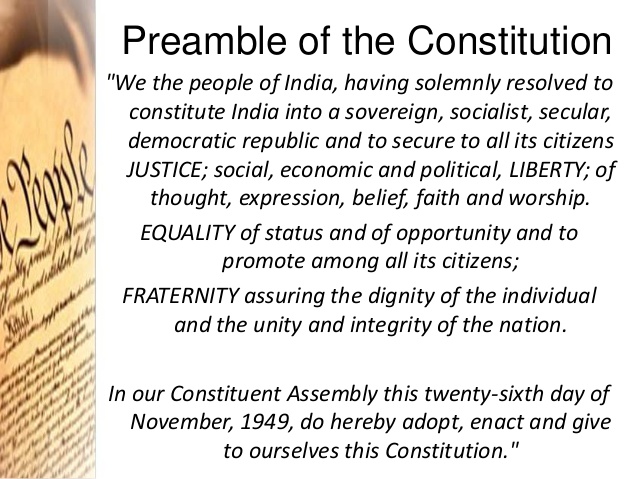 Preamble of the Constitution
"We the people of India, having solemnly resolved to
constitute India into a sovereign, socialist, secular,
democratic republic and to secure to all its citizens
JUSTICE; social, economic and political, LIBERTY; of
thought, expression, belief, faith and worship.
EQUALITY of status and of opportunity and to
promote among all its citizens;
FRATERNITY assuring the dignity of the individual
and the unity and integrity of the nation.
In our Constituent Assembly this twenty-sixth day of
November, 1949, do hereby adopt, enact and give
to ourselves this Constitution."
People
Article I